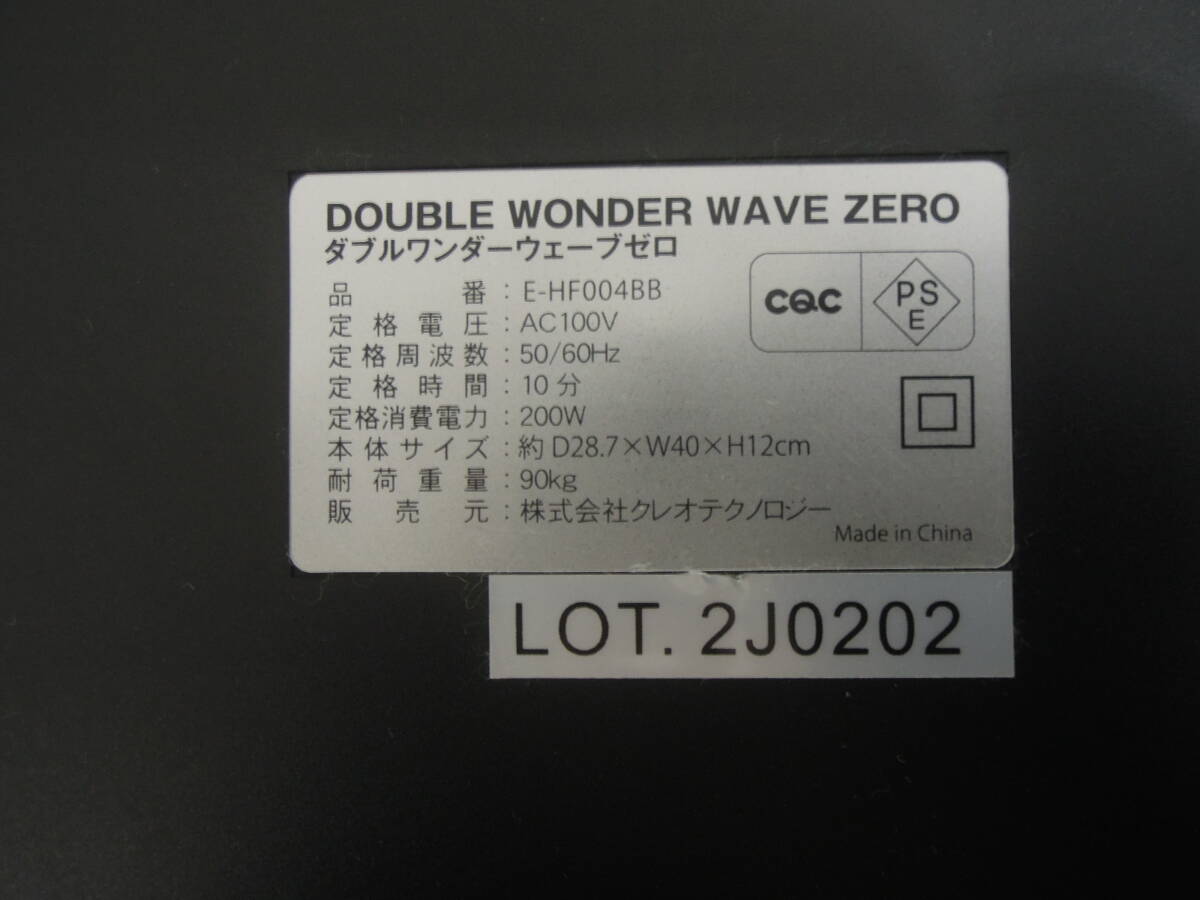 DOUBLE WONDER WAVE ZERO
ダブルワンダーウェーブゼロ
品番：E-HF004BB
定格電圧：AC100V
定格周波数：50/60Hz
定格時間：10分
定格消費電力：200W
本体サイズ：約 D28.7×W40×H12cm
耐荷重量：90kg
販売元：株式会社クレオテクノロジー
CQC
PS
E
Made in China
LOT. 2J0202